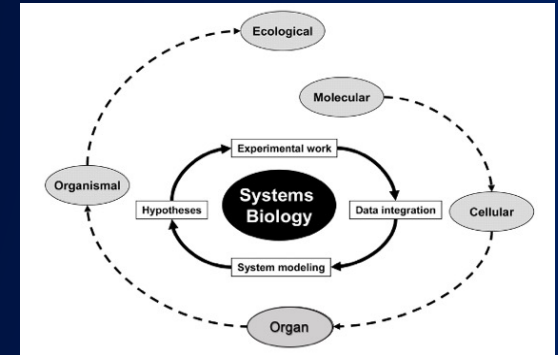 Ecological
Molecular
Experimental work
Organismal
Hypotheses
Systems
Biology
Data integration
Cellular
System modeling
Organ